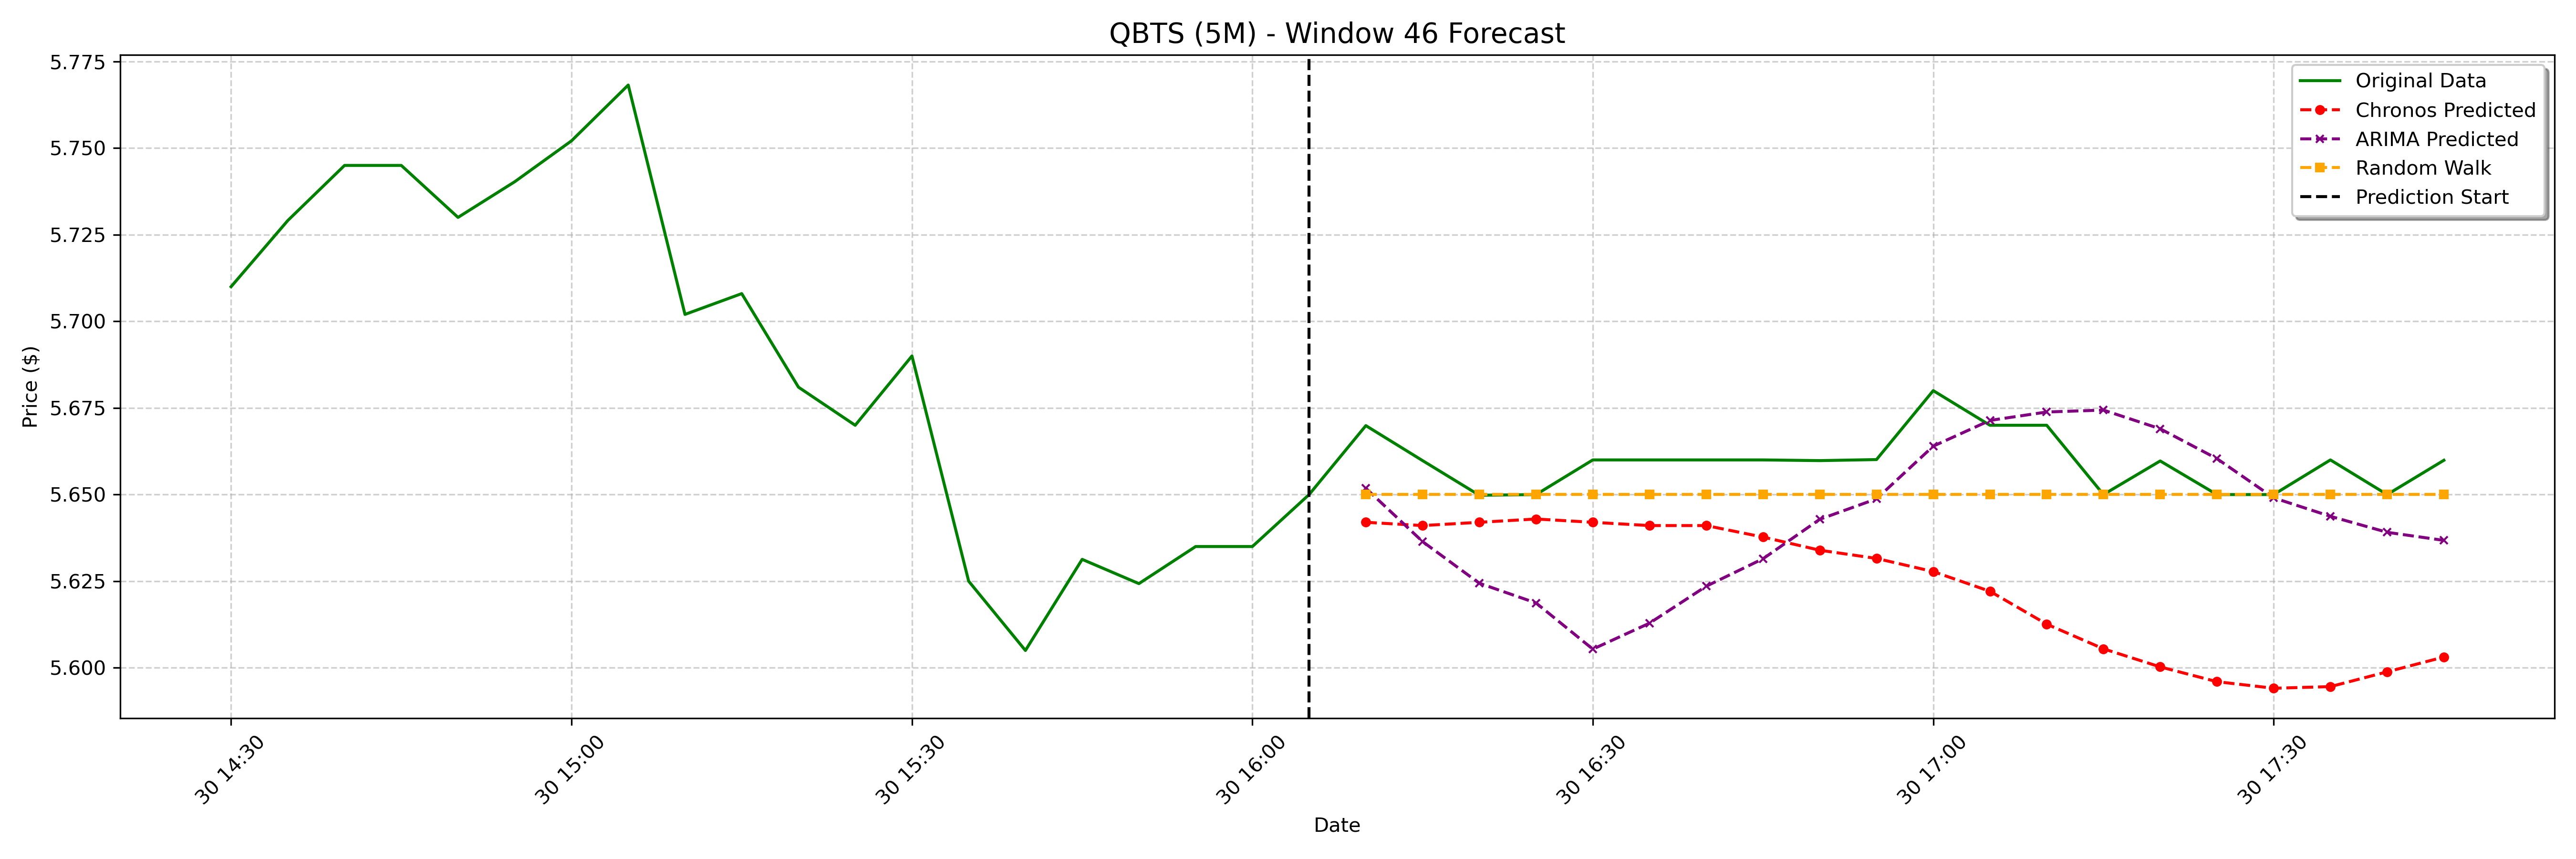 QBTS (5M) - Window 46 Forecast
5.775
5.750
5.725
5.700
5.675
5.650
5.625
5.600
Price ($)
Original Data
Chronos Predicted
ARIMA Predicted
Random Walk
Prediction Start
30 14:30
30 15:00
30 15:30
30 16:00
30 16:30
30 17:00
30 17:30
Date